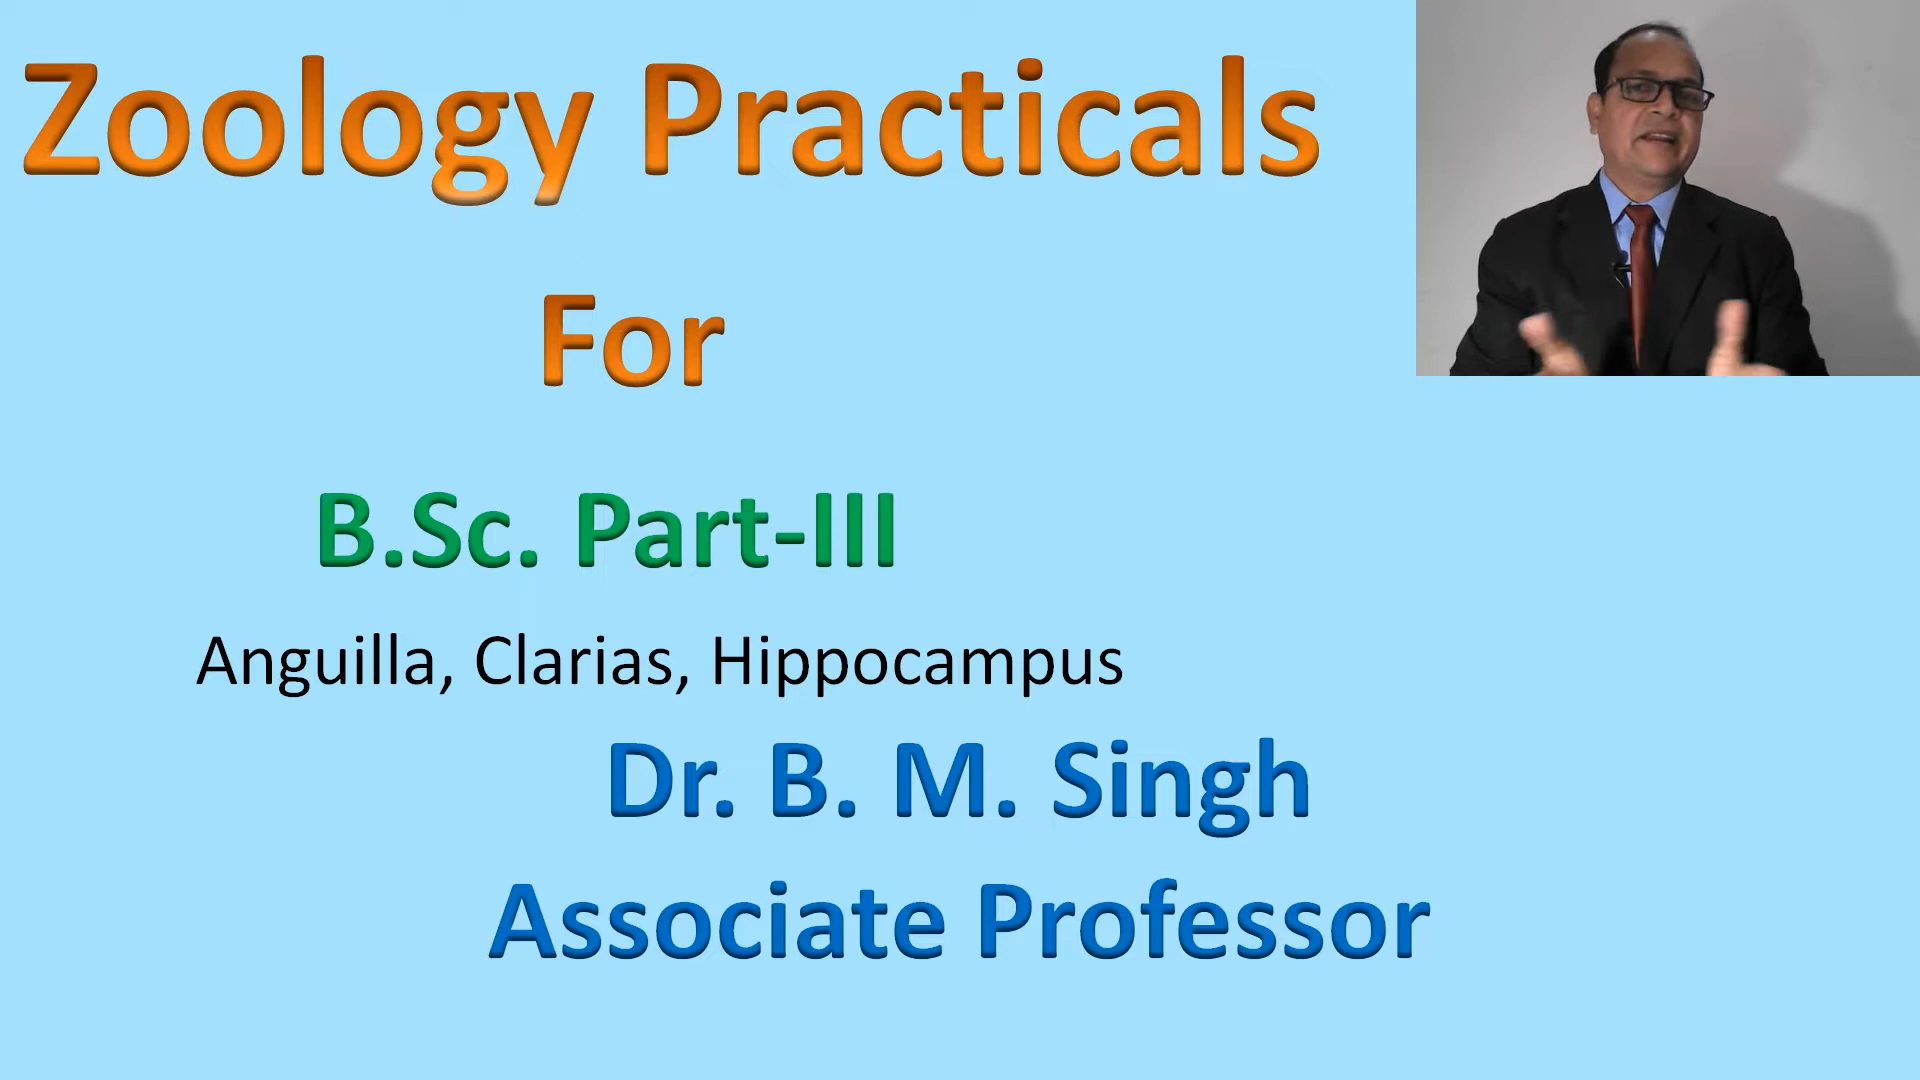 Zoology Practicals
For
B.Sc. Part-III
Anguilla, Clarias, Hippocampus
Dr. B. M. Singh
Associate Professor